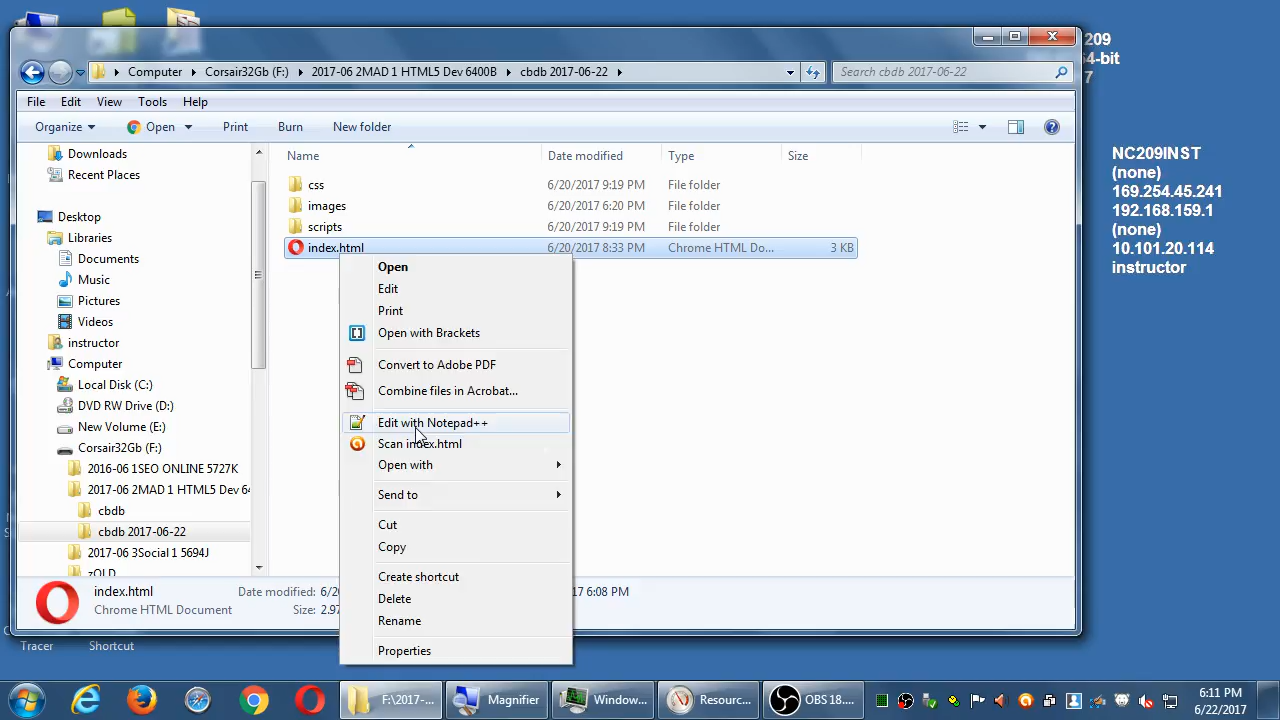 209
4-bit
7
Computer
Corsair32Gb (F:)
2017-06 2MAD 1 HTML5 Dev 6400B
cbdb 2017-06-22
Search cbdb 2017-06-22
File
Edit
View
Tools
Help
Organize
Open
Print
Burn
New folder
Name
Date modified
Type
Size
css
6/20/2017 9:19 PM
File folder
images
6/20/2017 6:20 PM
File folder
scripts
6/20/2017 9:19 PM
File folder
index.html
6/20/2017 8:33 PM
Chrome HTML Do...
3 KB
Downloads
Recent Places
Desktop
Libraries
Documents
Music
Pictures
Videos
instructor
Computer
Local Disk (C:)
DVD RW Drive (D:)
New Volume (E:)
Corsair32Gb (F:)
2016-06 1SEO ONLINE 5727K
2017-06 2MAD 1 HTML5 Dev 64
cbdb
cbdb 2017-06-22
2017-06 3Social 1 5694J
zOLD
Open
Edit
Print
Open with Brackets
Convert to Adobe PDF
Combine files in Acrobat...
Edit with Notepad++
Scan index.html
Open with
Send to
Cut
Copy
Create shortcut
Delete
Rename
Properties
index.html
Date modified: 6/20
7 6:08 PM
Chrome HTML Document
Size: 2.97
NC209INST
(none)
169.254.45.241
192.168.159.1
(none)
10.101.20.114
instructor
Tracer
Shortcut
F:\2017-...
Magnifier
Window...
Resourc...
OBS 18....
6:11 PM
6/22/2017